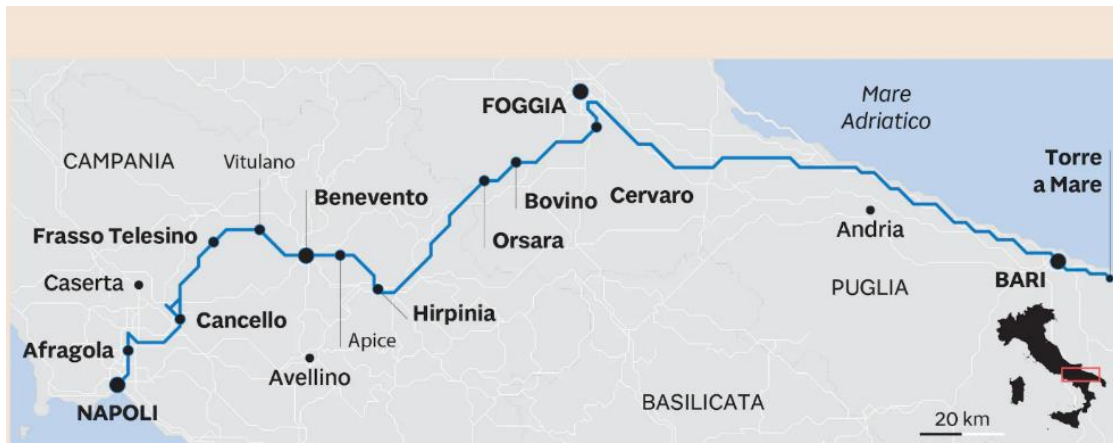 FOGGIA
Mare
Adriatico
CAMPANIA
Vitulano
Torre
a Mare
Benevento
Bovino
Cervaro
Frasso Telesino
Orsara
Andria
Caserta
PUGLIA
BARI
Cancello
Hirpinia
Apice
Afragola
Avellino
NAPOLI
BASILICATA
20 km